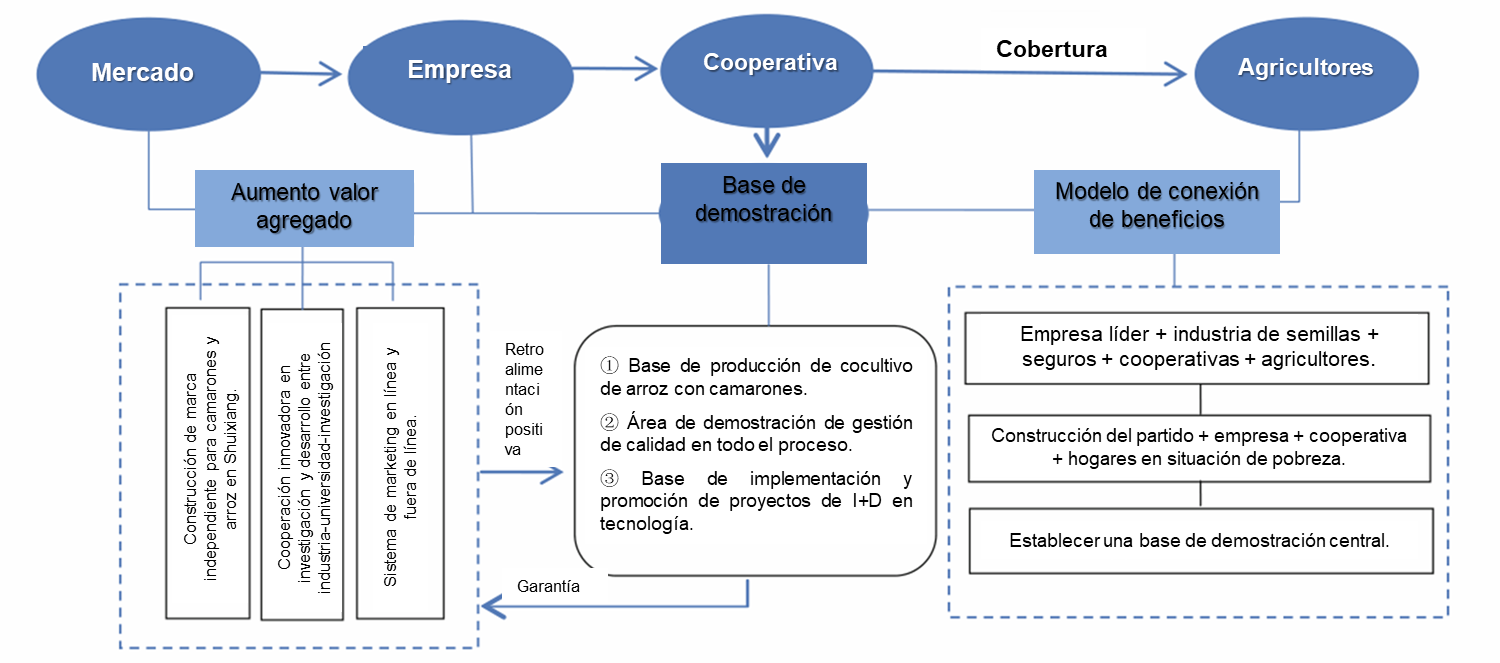 Mercado
Empresa
Cooperativa
Cobertura
Agricultores
Aumento valor
agregado
Base de
demostración
Modelo de conexión
de beneficios
Construcción de marca
independiente para camarones y
arroz en Shuixiang.
Cooperación innovadora en
investigación y desarrollo entre
industria-universidad-investigación
Sistema de marketing en línea y
fuera de línea.
Retro
alime
ntaci
ón
positi
va
① Base de producción de cocultivo
de arroz con camarones.
② Área de demostración de gestión
de calidad en todo el proceso.
③ Base de implementación y
promoción de proyectos de I+D en
tecnología.
Garantía
Empresa líder + industria de semillas +
seguros + cooperativas + agricultores.
Construcción del partido + empresa + cooperativa
+ hogares en situación de pobreza.
Establecer una base de demostración central.